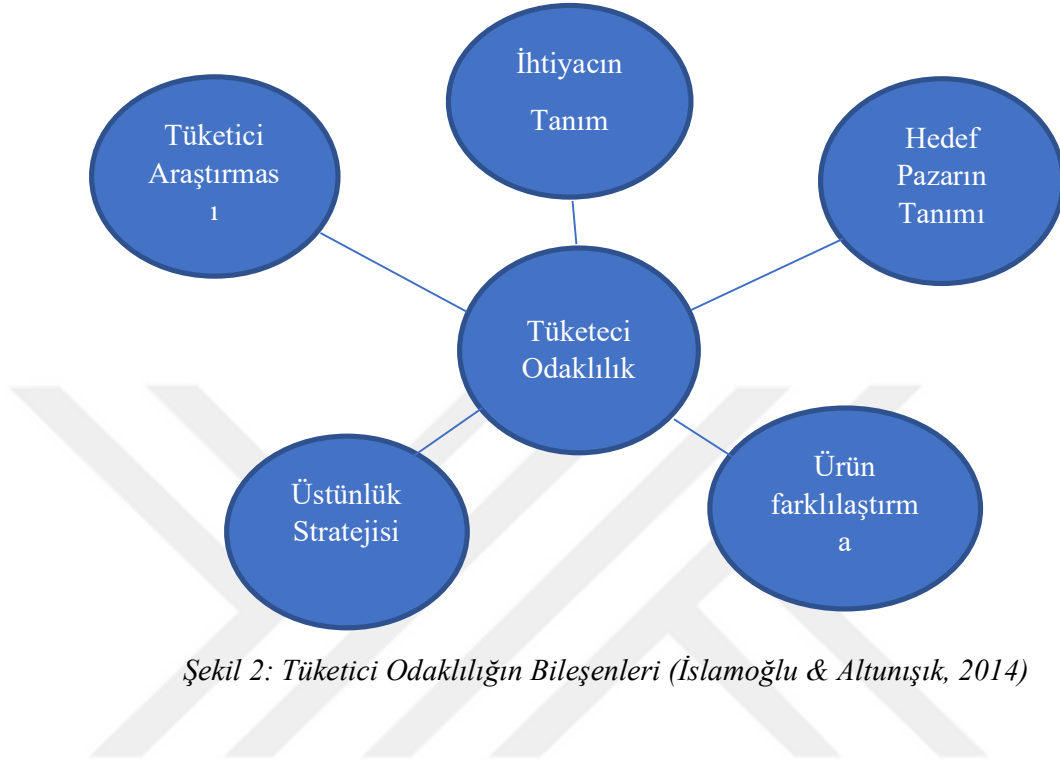 İhtiyacın
Tanım
Tüketici
Araştırmas
ı
Hedef
Pazarın
Tanımı
Tüketeci
Odaklılık
Üstünlük
Stratejisi
Ürün
farklılaştırm
a
Şekil 2: Tüketici Odaklılığın Bileşenleri (İslamoğlu & Altunışık, 2014)